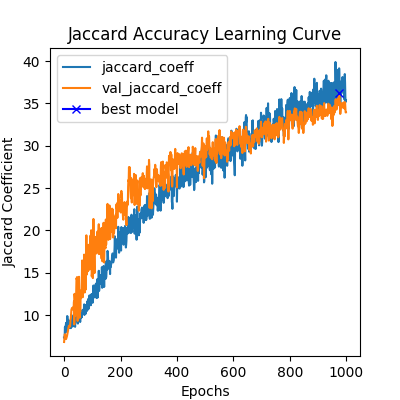 Jaccard Accuracy Learning Curve
jaccard_coeff
val_jaccard_coeff
best model
Jaccard Coefficient
40
35
30
25
20
15
10
0 200 400 600 800 1000
Epochs